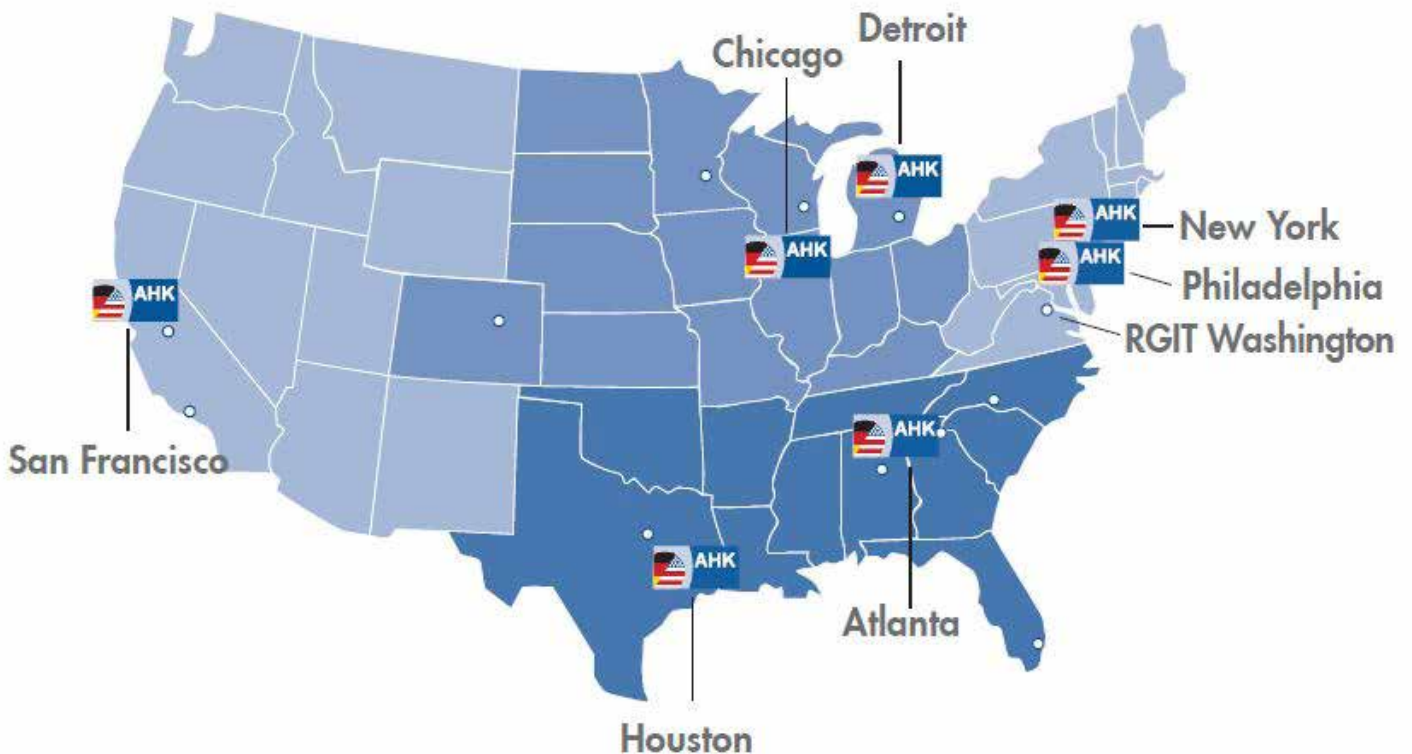 Detroit
Chicago
AHK
AHK
New York
AHK
Philadelphia
AHK
AHK
RGIT Washington
AHK
San Francisco
AHK
Atlanta
Houston